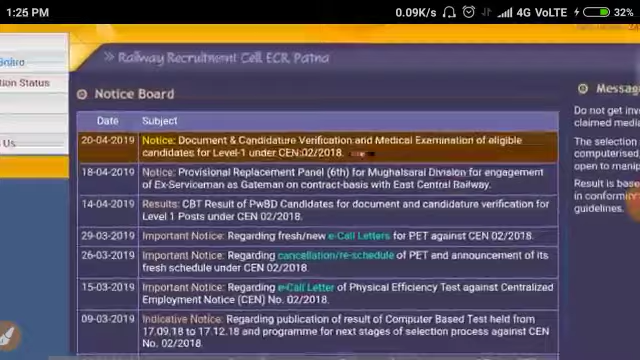 1:25 PM 0.09K/s 4G VoLTE 32%
Board
Railway Recruitment Cell, ECR, Patna
tion Status
Us
Notice Board
Date Subject
20-04-2019 Notice: Document & Candidature Verification and Medical Examination of eligible
candidates for Level-1 under CEN:02/2018.
18-04-2019 Notice: Provisional Replacement Panel (6th) for Mughalsarai Division for engagement
of Ex-Serviceman as Gateman on contract-basis with East Central Railway.
14-04-2019 Results: CBT Result of PwBD Candidates for document and candidature verification for
Level 1 Posts under CEN 02/2018.
29-03-2019 Important Notice: Regarding fresh/new e-Call Letters for PET against CEN 02/2018.
26-03-2019 Important Notice: Regarding cancellation/re-schedule of PET and announcement of its
fresh schedule under CEN 02/2018.
15-03-2019 Important Notice: Regarding e-Call Letter of Physical Efficiency Test against Centralized
Employment Notice (CEN) No. 02/2018.
09-03-2019 Indicative Notice: Regarding publication of result of Computer Based Test held from
17.09.18 to 17.12.18 and programme for next stages of selection process against CEN
No. 02/2018.
Messag
Do not get inv
claimed media
The selection
computerised,
open to manip
Result is base
in conformity
guidelines.